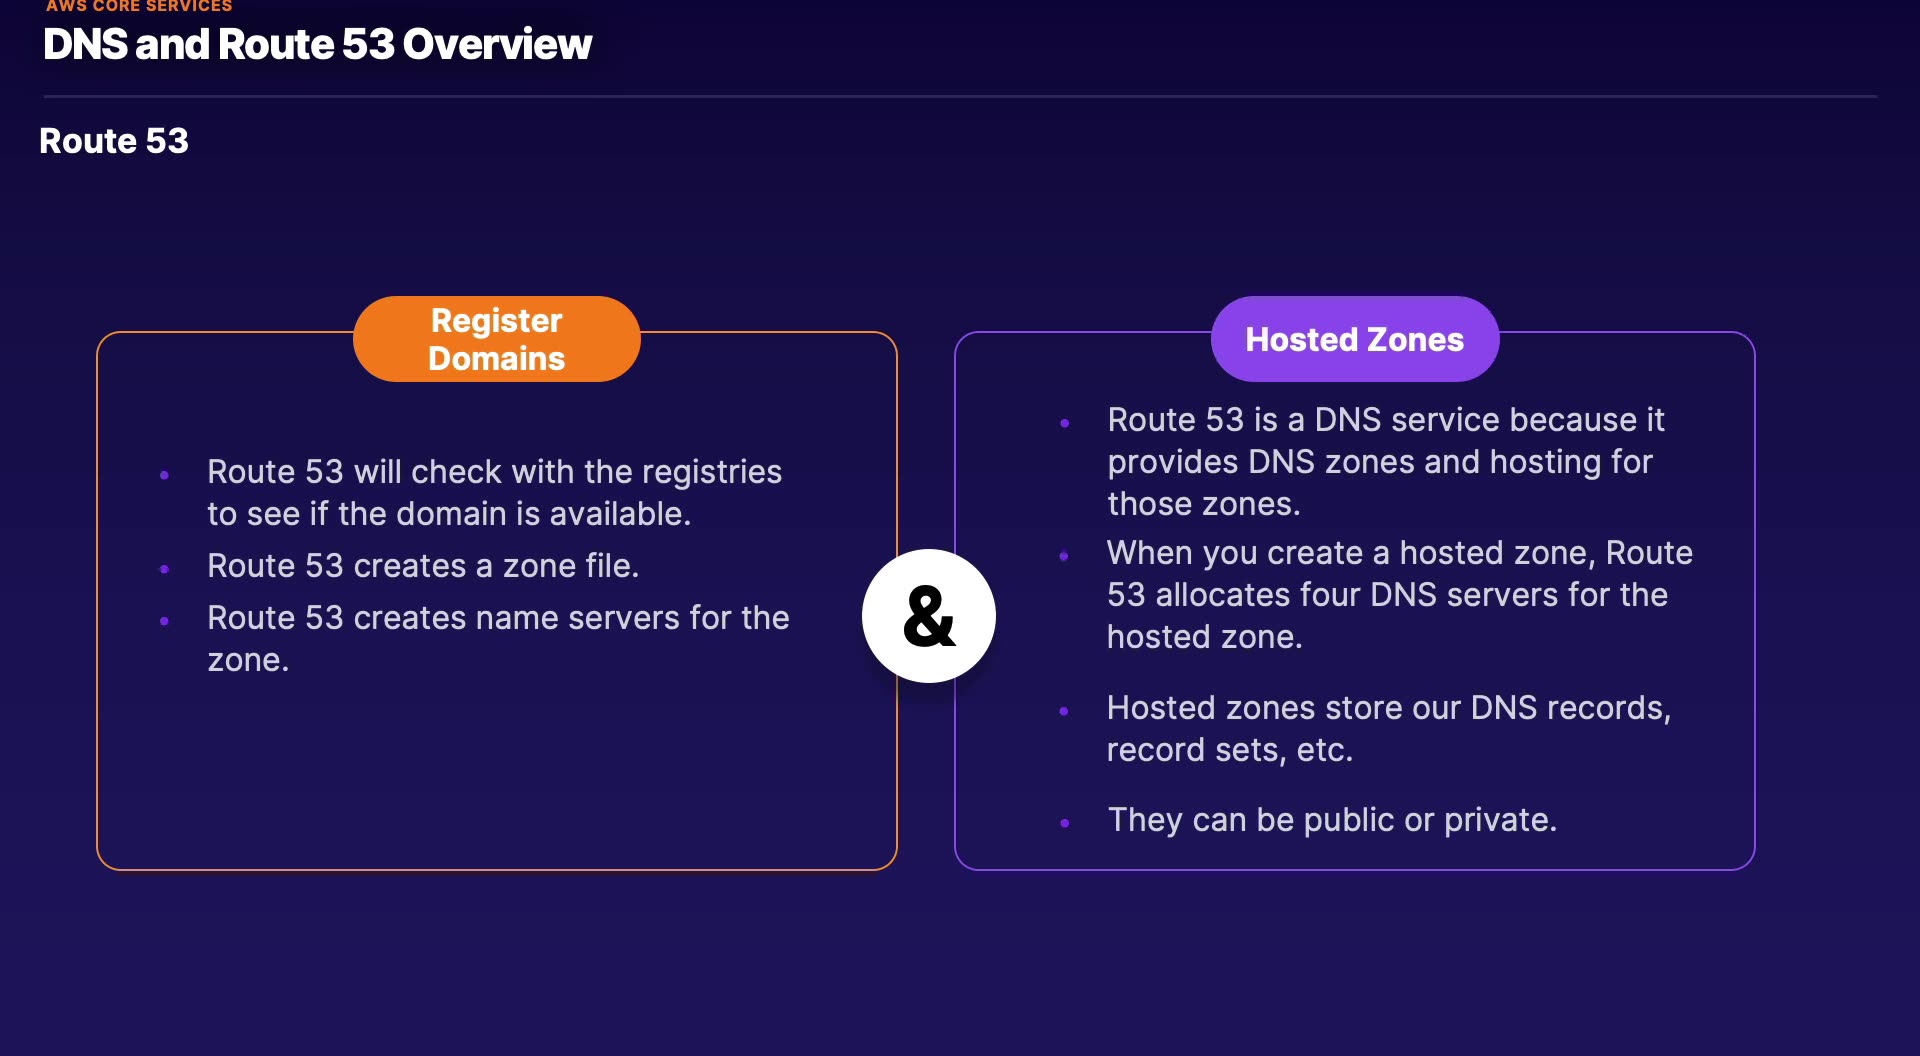 AWS CORE SERVICES
DNS and Route 53 Overview
Route 53
Register
Domains
Route 53 will check with the registries
to see if the domain is available.
Route 53 creates a zone file.
Route 53 creates name servers for the
zone.
&
Hosted Zones
Route 53 is a DNS service because it
provides DNS zones and hosting for
those zones.
When you create a hosted zone, Route
53 allocates four DNS servers for the
hosted zone.
Hosted zones store our DNS records,
record sets, etc.
They can be public or private.